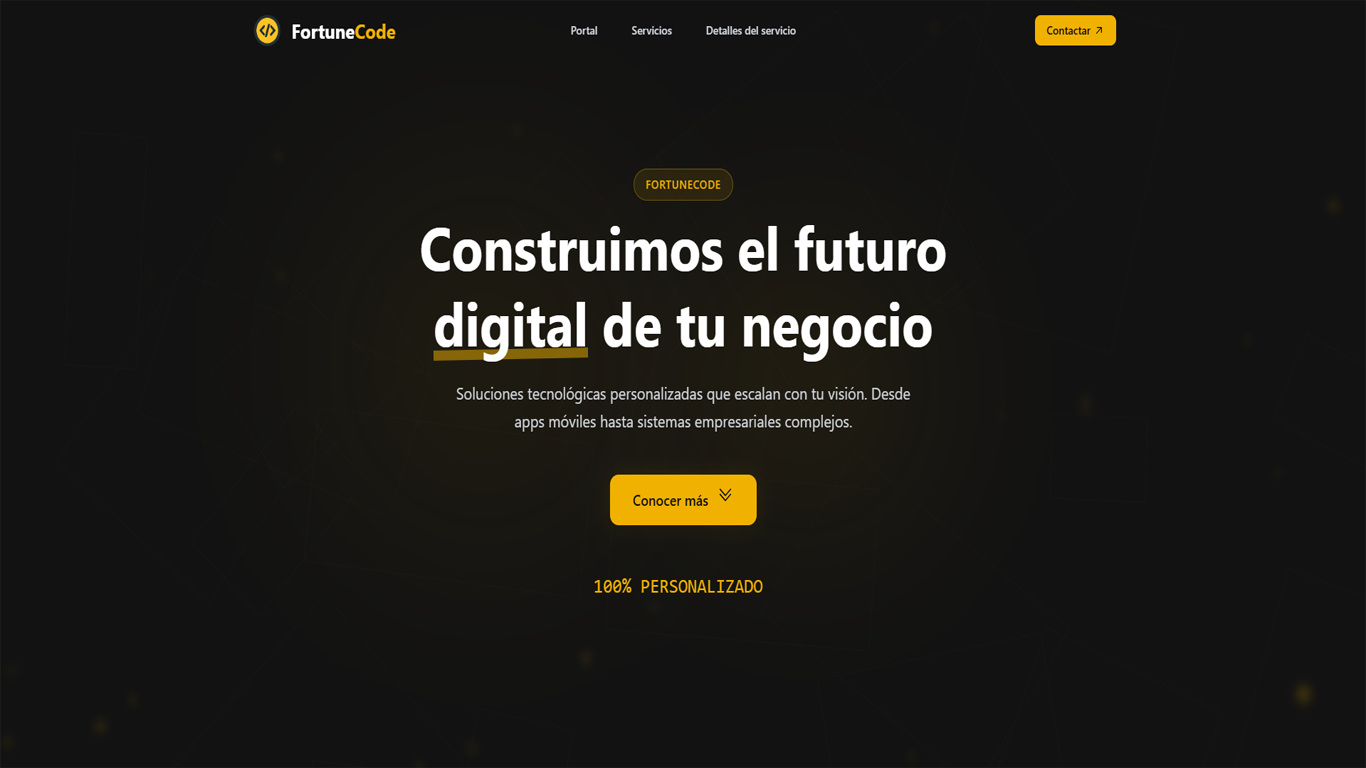 FortuneCode
Portal
Servicios
Detalles del servicio
Contactar
FORTUNECODE
Construimos el futuro
digital de tu negocio
Soluciones tecnológicas personalizadas que escalan con tu visión. Desde
apps móviles hasta sistemas empresariales complejos.
Conocer más
100% PERSONALIZADO